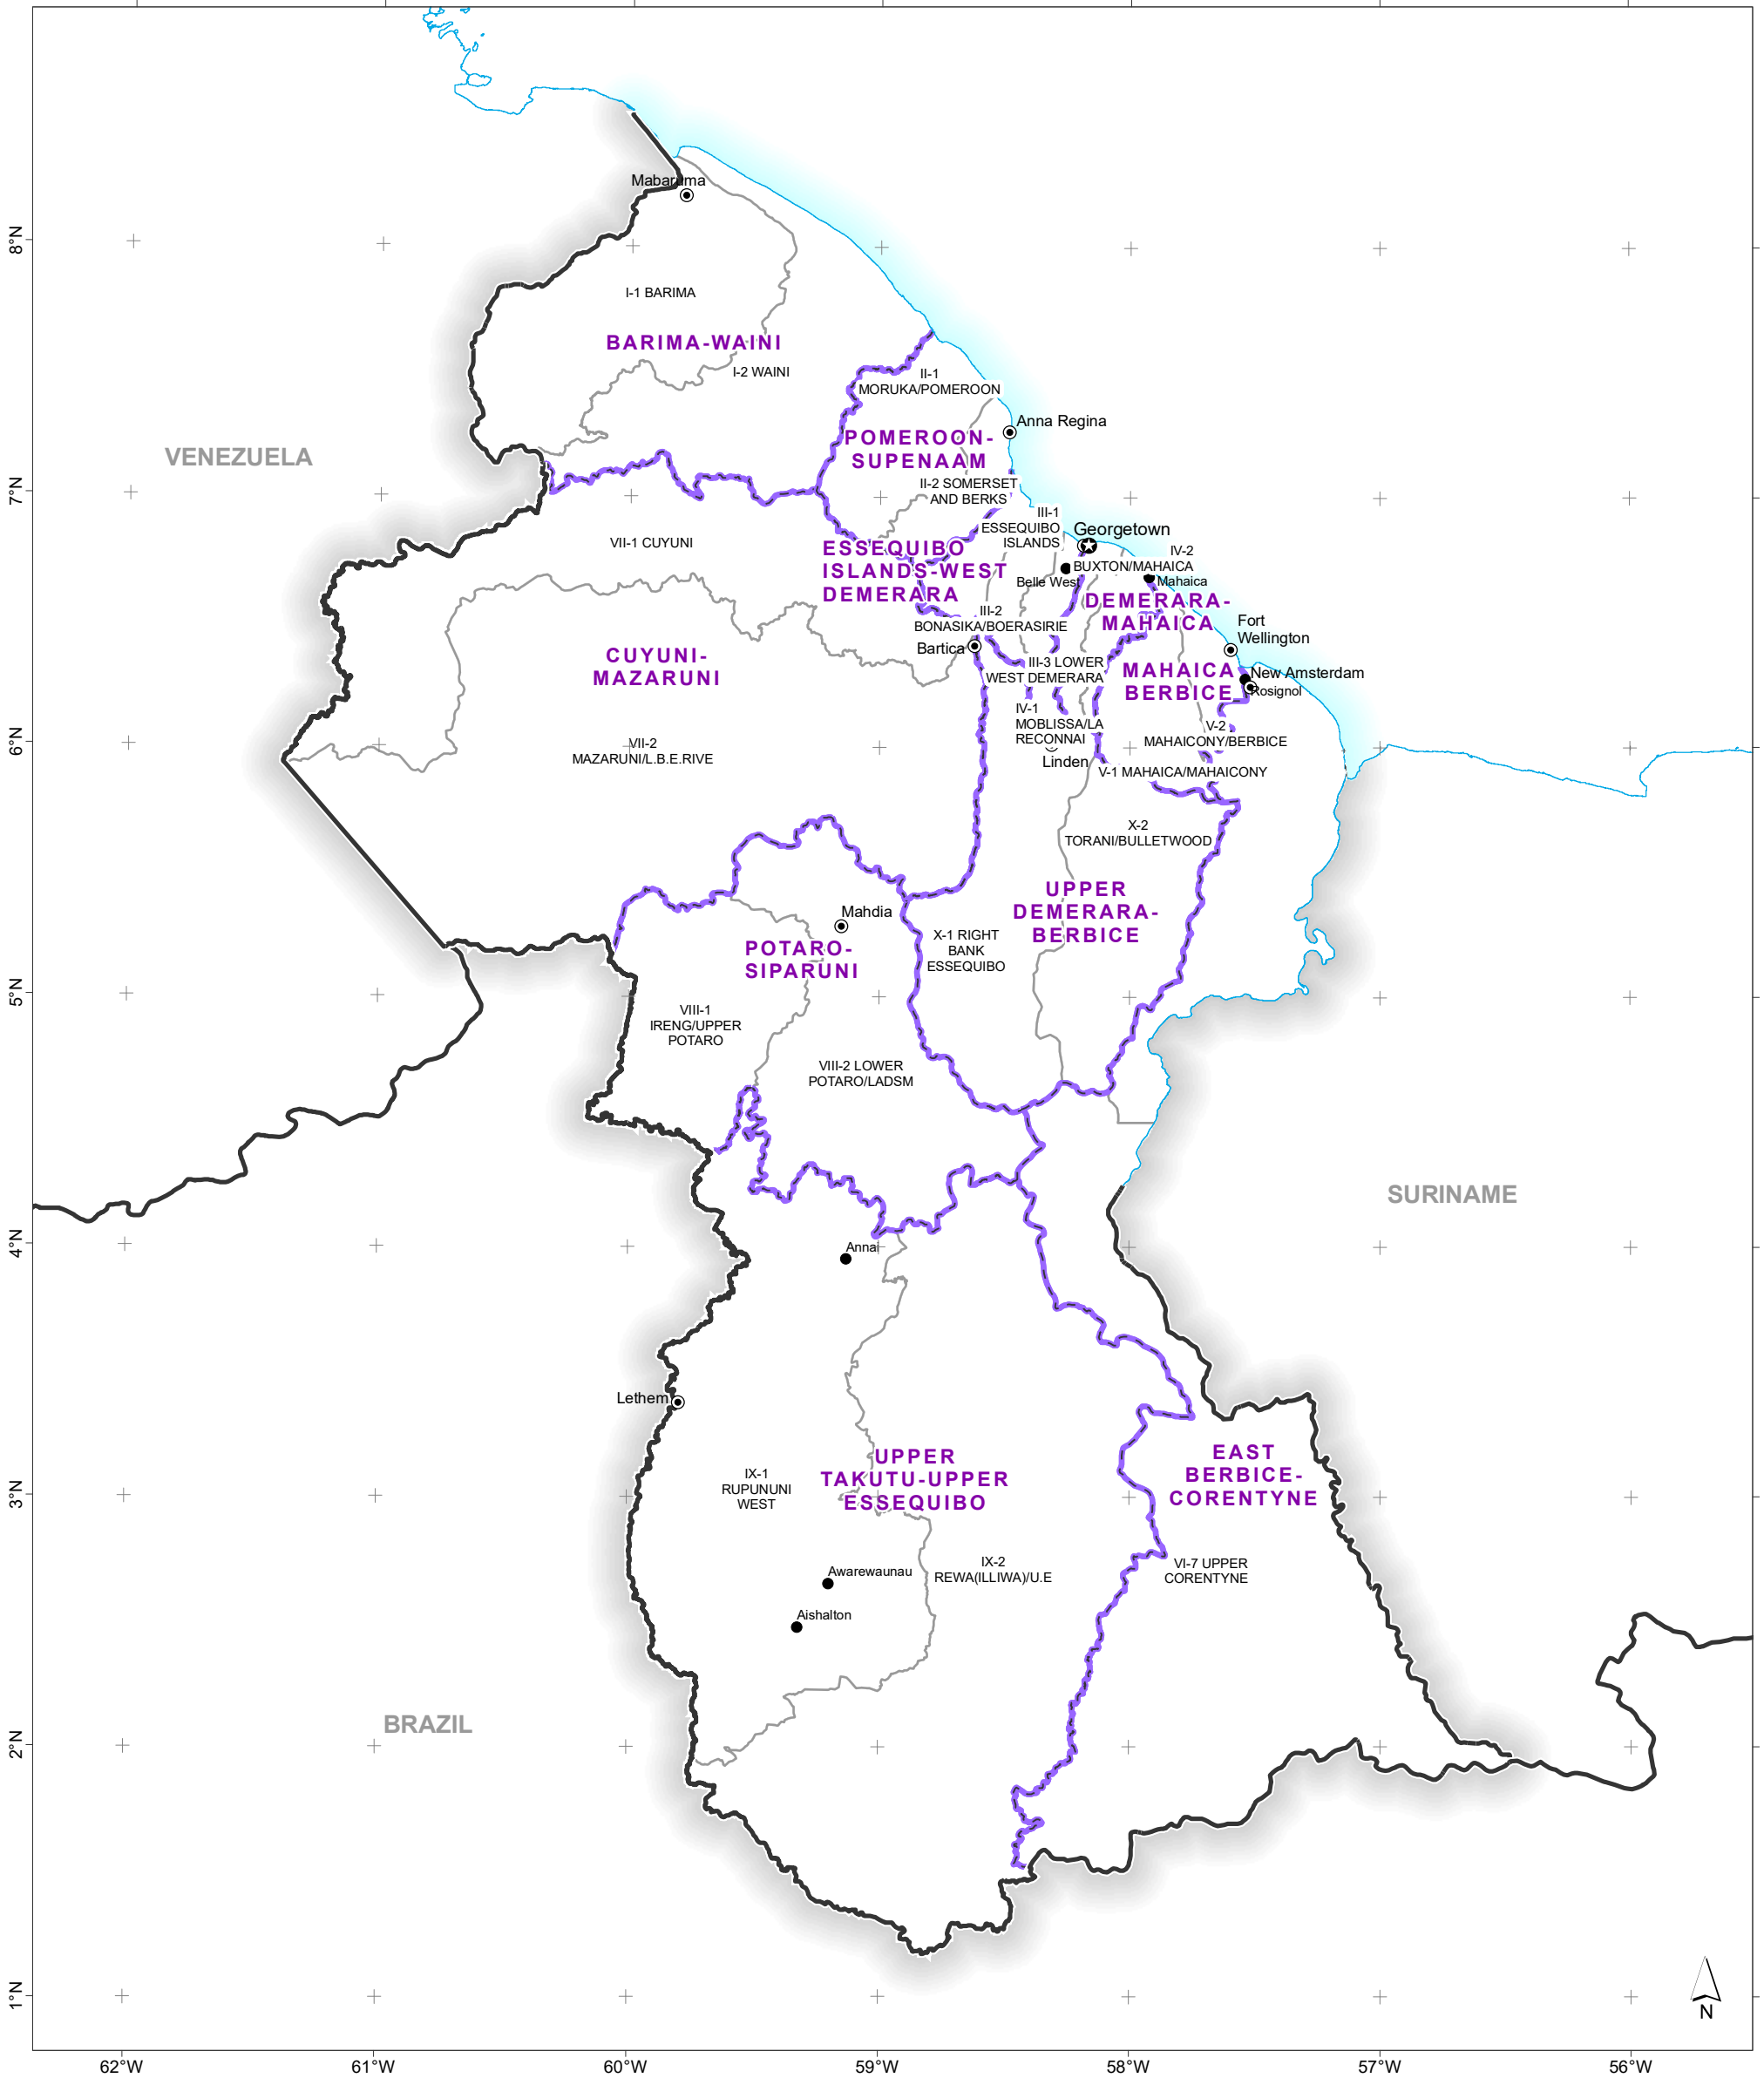 Mabaruma
8°N
I-1 BARIMA
BARIMA-WAINI
I-2 WAINI
II-1
MORUKA/POMEROON
Anna Regina
VENEZUELA
POMEROON-
SUPENAAM
II-2 SOMERSET
AND BERKS
7°N
III-1
ESSEQUIBO
ISLANDS
Georgetown
VII-1 CUYUNI
ESSEQUIBO
ISLANDS-WEST
DEMERARA
IV-2
BUXTON/MAHAICA
Belle West
Mahaica
DEMERARA-
MAHAICA
III-2
BONASIKA/BOERASIRIE
Fort
Wellington
Bartica
CUYUNI-
MAZARUNI
III-3 LOWER
WEST DEMERARA
MAHAICA
BERBICE
New Amsterdam
Rosignol
IV-1
MOBLISSA/LA
RECONNAI
V-2
MAHAICONY/BERBICE
6°N
VII-2
MAZARUNI/L.B.E.RIVE
Linden
V-1 MAHAICA/MAHAICONY
X-2
TORANI/BULLETWOOD
UPPER
DEMERARA-
BERBICE
Mahdia
POTARO-
SIPARUNI
X-1 RIGHT
BANK
ESSEQUIBO
5°N
VIII-1
IRENG/UPPER
POTARO
VIII-2 LOWER
POTARO/LADSM
SURINAME
4°N
Annai
Lethem
UPPER
TAKUTU-UPPER
ESSEQUIBO
EAST
BERBICE-
CORENTYNE
3°N
IX-1
RUPUNUNI
WEST
IX-2
REWA(ILLIWA)/U.E
VI-7 UPPER
CORENTYNE
Awarewaunau
Aishalton
BRAZIL
2°N
1°N
N
62°W
61°W
60°W
59°W
58°W
57°W
56°W